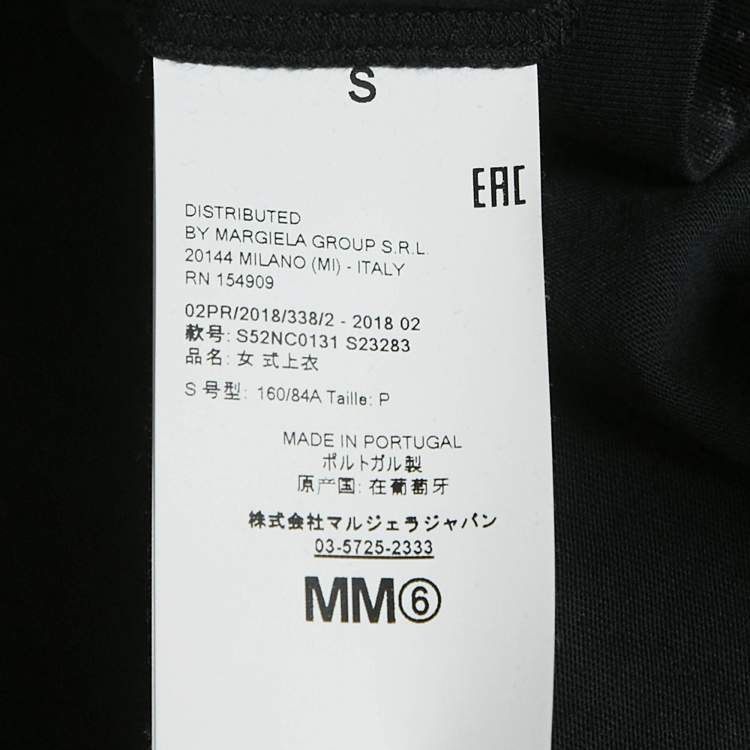 S
EAC
DISTRIBUTED
BY MARGIELA GROUP S.R.L.
20144 MILANO (MI) - ITALY
RN 154909
02PR/2018/338/2 - 2018 02
款号: S52NC0131 S23283
品名: 女 式上衣
S 号型: 160/84A Taille: P
MADE IN PORTUGAL
ポルトガル製
原产国: 在葡萄牙
株式会社マルジェラジャパン
03-5725-2333
MM⑥